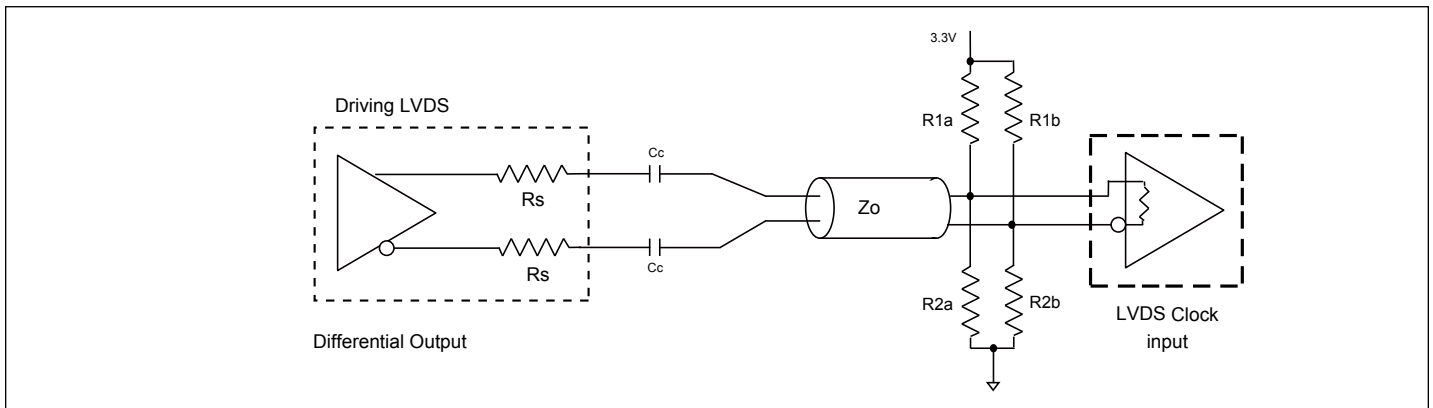 3.3V
Driving LVDS
R1a
R1b
Cc
Rs
Zo
Rs
Cc
R2a
R2b
LVDS Clock
input
Differential Output